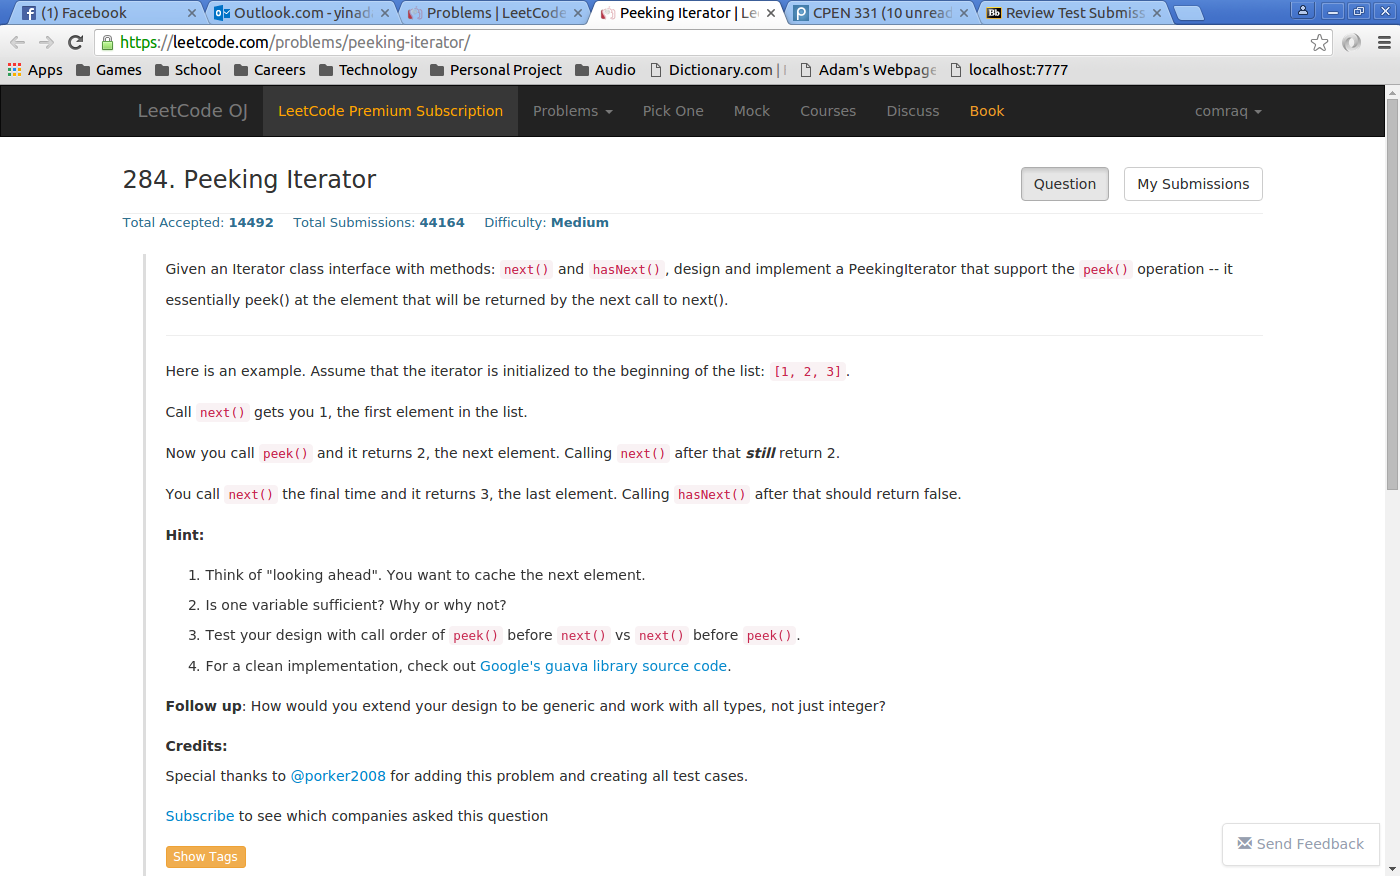 (1) Facebook
Outlook.com - yinad
Problems | LeetCode
Peeking Iterator | Le
CPEN 331 (10 unread
Review Test Submiss
https://leetcode.com/problems/peeking-iterator/
Apps Games School Careers Technology Personal Project Audio Dictionary.com | Adam's Webpage localhost:7777
LeetCode OJ LeetCode Premium Subscription Problems Pick One Mock Courses Discuss Book comraq
284. Peeking Iterator
Question My Submissions
Total Accepted: 14492 Total Submissions: 44164 Difficulty: Medium
Given an Iterator class interface with methods: next() and hasNext(), design and implement a PeekingIterator that support the peek() operation -- it
essentially peek() at the element that will be returned by the next call to next().
Here is an example. Assume that the iterator is initialized to the beginning of the list: [1, 2, 3].
Call next() gets you 1, the first element in the list.
Now you call peek() and it returns 2, the next element. Calling next() after that still return 2.
You call next() the final time and it returns 3, the last element. Calling hasNext() after that should return false.
Hint:
1. Think of "looking ahead". You want to cache the next element.
2. Is one variable sufficient? Why or why not?
3. Test your design with call order of peek() before next() vs next() before peek().
4. For a clean implementation, check out Google's guava library source code.
Follow up: How would you extend your design to be generic and work with all types, not just integer?
Credits:
Special thanks to @porker2008 for adding this problem and creating all test cases.
Subscribe to see which companies asked this question
Show Tags
Send Feedback